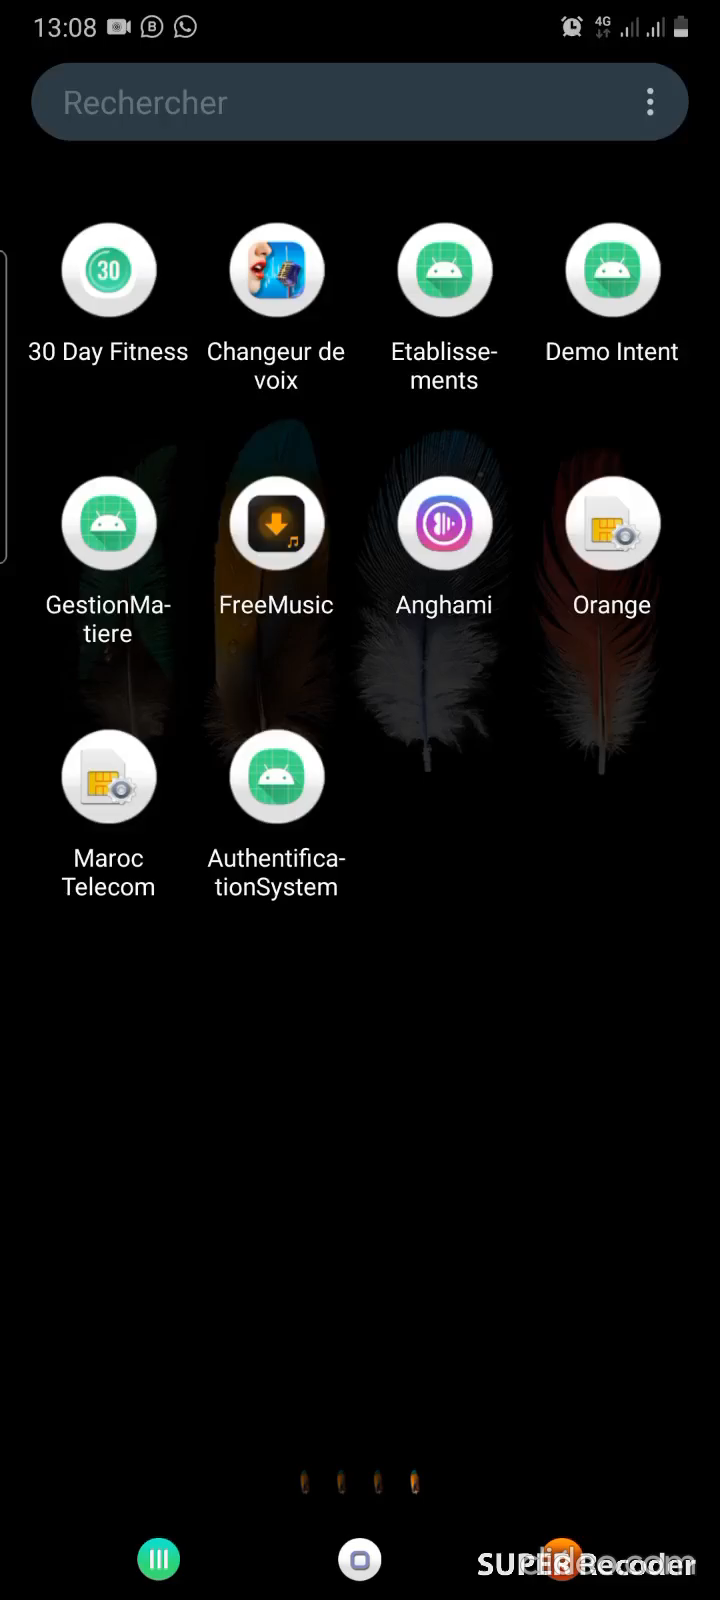 13:08
4G
Rechercher
30
30 Day Fitness
Changeur de
voix
Etablisse-
ments
Demo Intent
GestionMa-
tiere
FreeMusic
Anghami
Orange
Maroc
Telecom
Authentifica-
tionSystem
SUPER Recoder